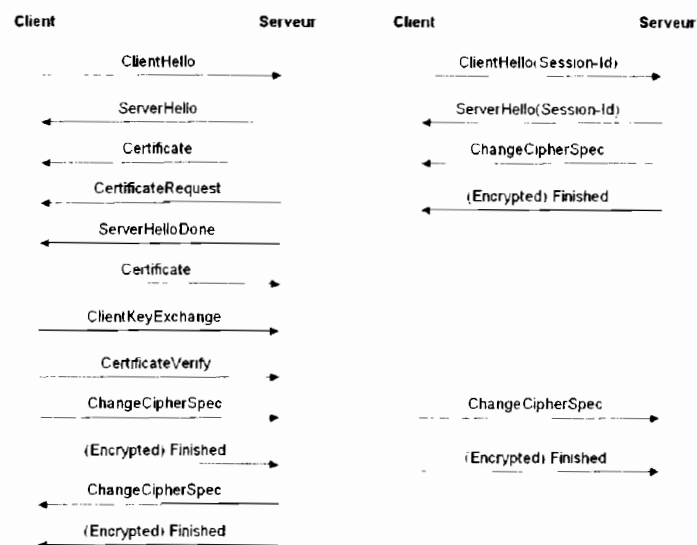 Client Serveur Client Serveur
ClientHello ClientHello(Session-Id)
ServerHello ServerHello(Session-Id)
Certificate ChangeCipherSpec
CertificateRequest (Encrypted) Finished
ServerHelloDone
Certificate
ClientKeyExchange
CertificateVerify
ChangeCipherSpec ChangeCipherSpec
(Encrypted) Finished (Encrypted) Finished
ChangeCipherSpec
(Encrypted) Finished